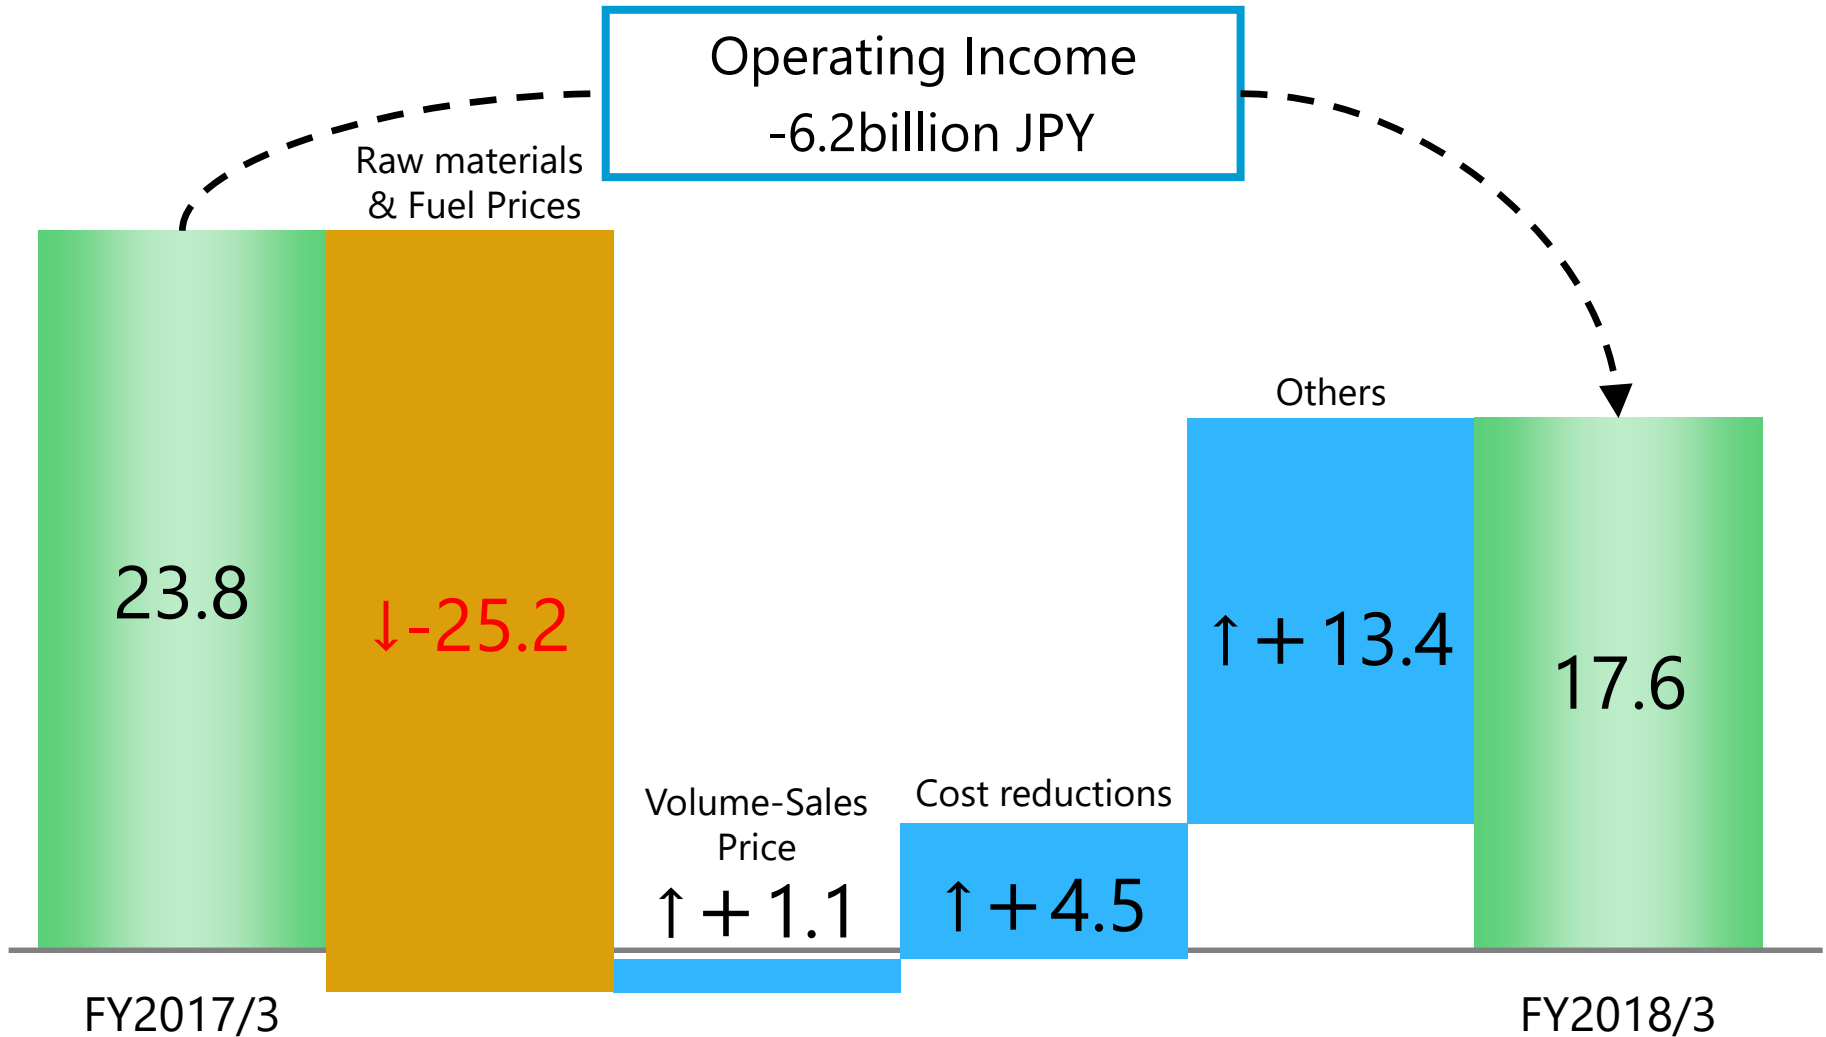 Operating Income
-6.2billion JPY
Raw materials
& Fuel Prices
Others
23.8
↓-25.2
↑＋13.4
17.6
Volume-Sales
Price
↑＋1.1
Cost reductions
↑＋4.5
FY2017/3
FY2018/3